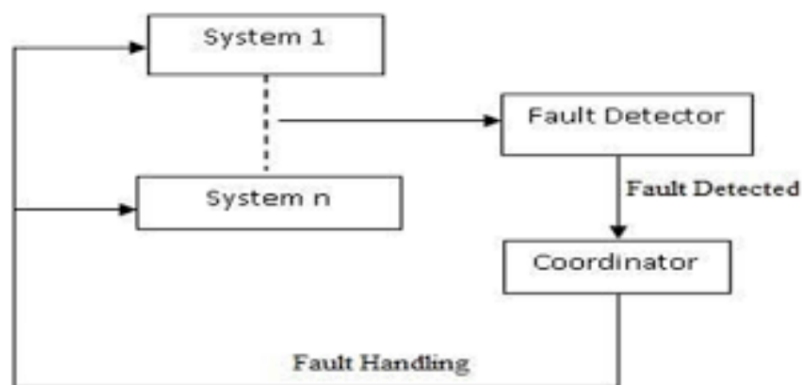 System 1
Fault Detector
Fault Detected
System n
Coordinator
Fault Handling